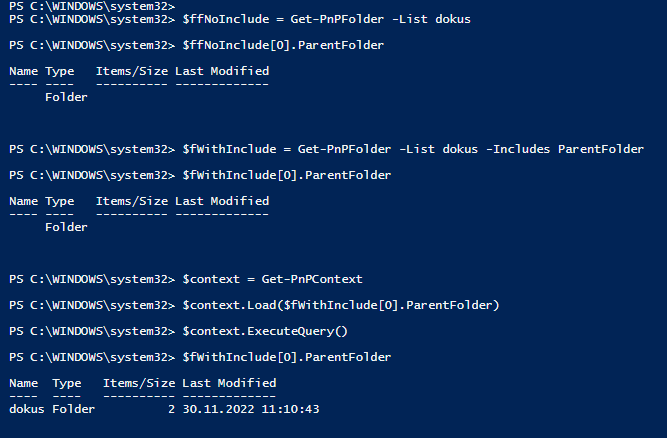 PS C:\WINDOWS\system32>
PS C:\WINDOWS\system32> $ffNoInclude = Get-PnPFolder -List dokus
PS C:\WINDOWS\system32> $ffNoInclude[0].ParentFolder
Name Type   Items/Size Last Modified
---- ----   ---------- -------------
     Folder
PS C:\WINDOWS\system32> $fWithInclude = Get-PnPFolder -List dokus -Includes ParentFolder
PS C:\WINDOWS\system32> $fWithInclude[0].ParentFolder
Name Type   Items/Size Last Modified
---- ----   ---------- -------------
     Folder
PS C:\WINDOWS\system32> $context = Get-PnPContext
PS C:\WINDOWS\system32> $context.Load($fWithInclude[0].ParentFolder)
PS C:\WINDOWS\system32> $context.ExecuteQuery()
PS C:\WINDOWS\system32> $fWithInclude[0].ParentFolder
Name  Type   Items/Size Last Modified
----  ----   ---------- -------------
dokus Folder          2 30.11.2022 11:10:43